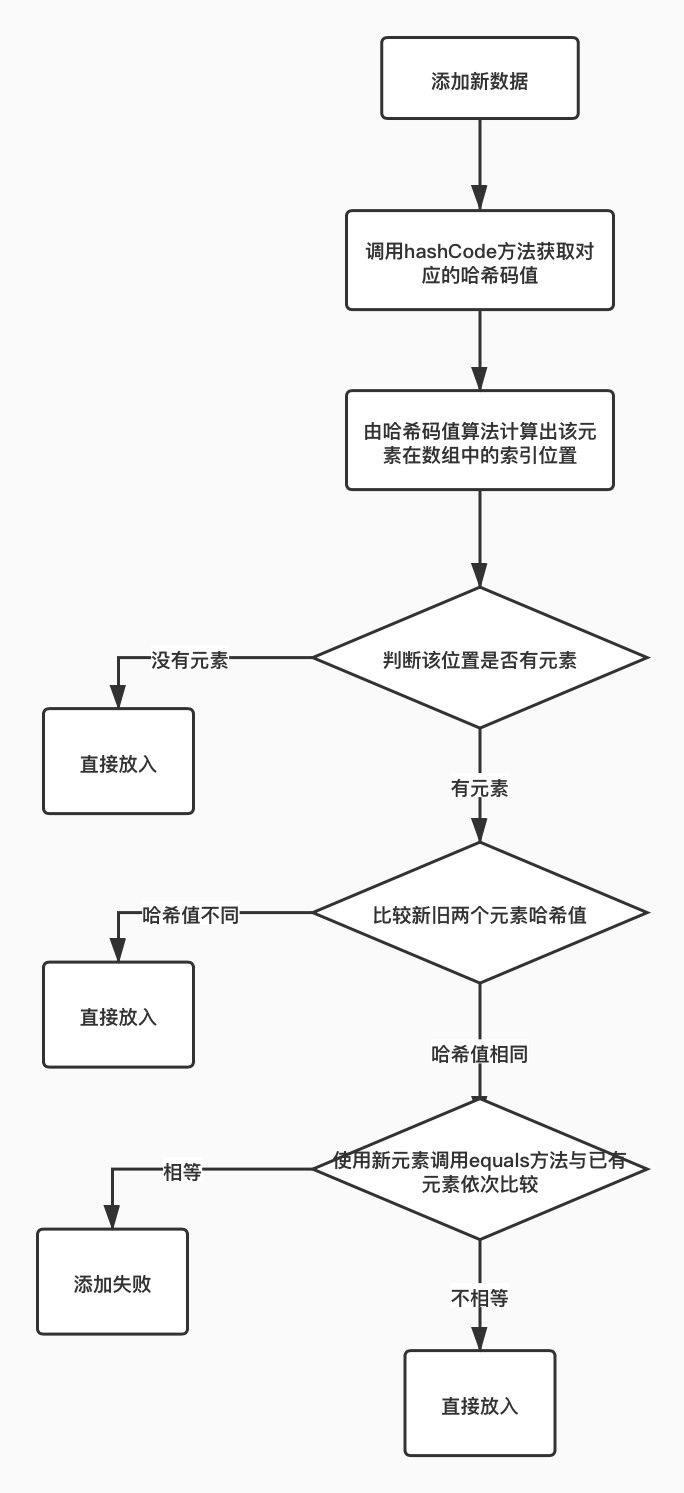 添加新数据
调用hashCode方法获取对
应的哈希码值
由哈希码值算法计算出该元
素在数组中的索引位置
判断该位置是否有元素
没有元素
直接放入
有元素
比较新旧两个元素哈希值
哈希值不同
直接放入
哈希值相同
使用新元素调用equals方法与已有
元素依次比较
相等
添加失败
不相等
直接放入